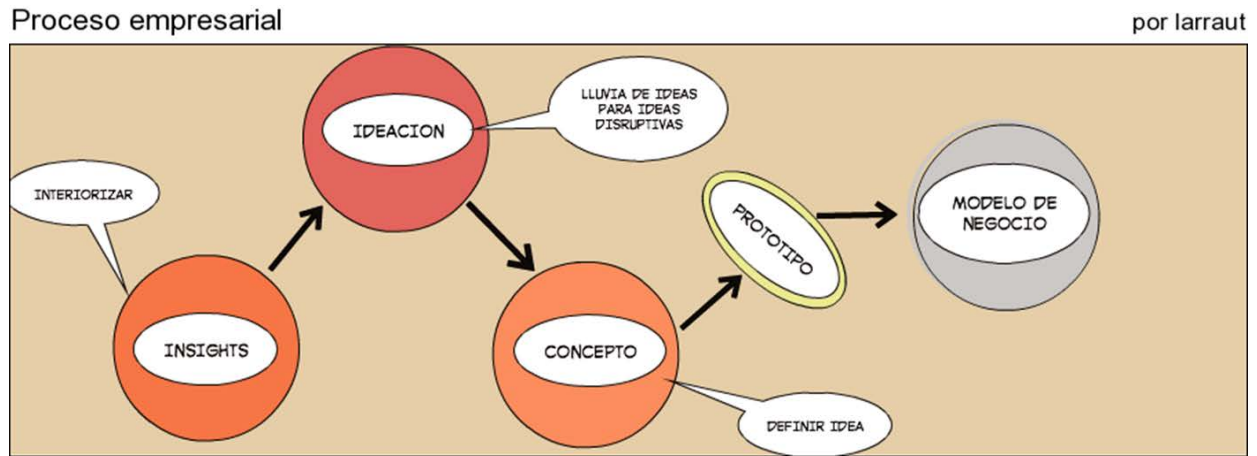 Proceso empresarial
por larraut
INTERIORIZAR
INSIGHTS
IDEACION
LLUVIA DE IDEAS
PARA IDEAS
DISRUPTIVAS
CONCEPTO
DEFINIR IDEA
PROTOTIPO
MODELO DE
NEGOCIO